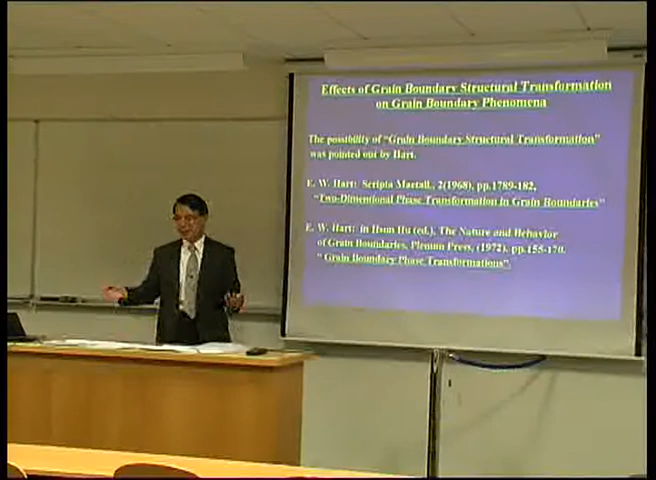 Effects of Grain Boundary Structural Transformation
on Grain Boundary Phenomena
The possibility of "Grain Boundary Structural Transformation"
was pointed out by Hart.
E. W. Hart: Scripta Metall., 2(1968), pp.1789-182,
"Two-Dimensional Phase Transformation in Grain Boundaries"
E. W. Hart: in Hsun Hu (ed.), The Nature and Behavior
of Grain Boundaries, Plenum Press, (1972), pp.155-170.
"Grain Boundary Phase Transformations"